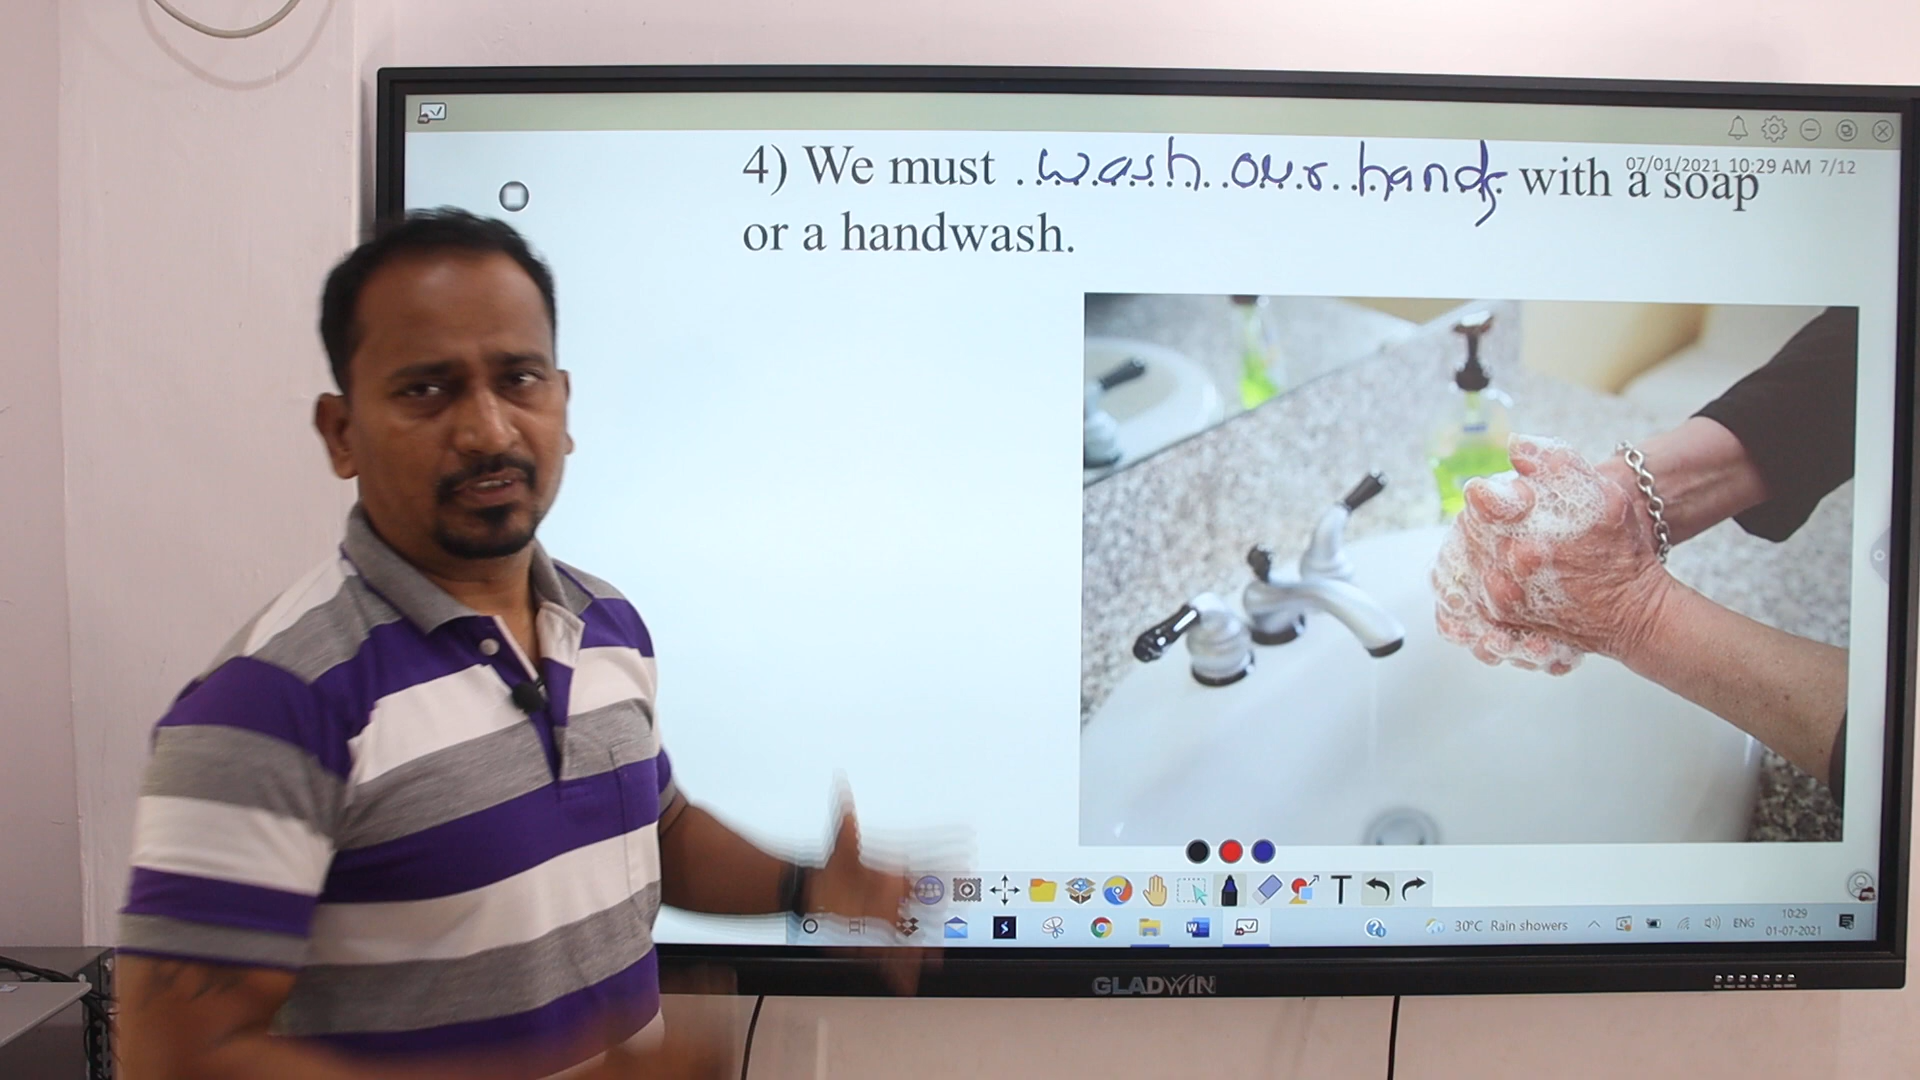 07/01/2021 10:29 AM 7/12
4) We must wash our hands with a soap
or a handwash.
T
30°C Rain showers
ENG
10:29
01-07-2021
GLADWIN